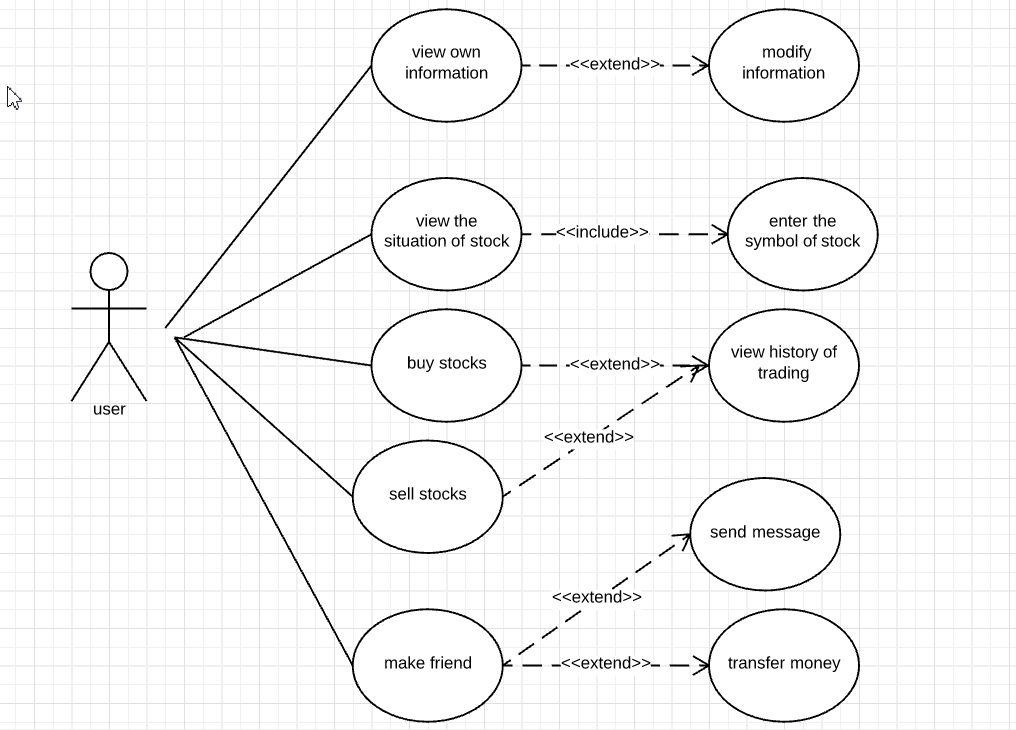 view own
information
<<extend>>
modify
information
view the
situation of stock
<<include>>
enter the
symbol of stock
user
buy stocks
<<extend>>
view history of
trading
<<extend>>
sell stocks
send message
<<extend>>
make friend
<<extend>>
transfer money